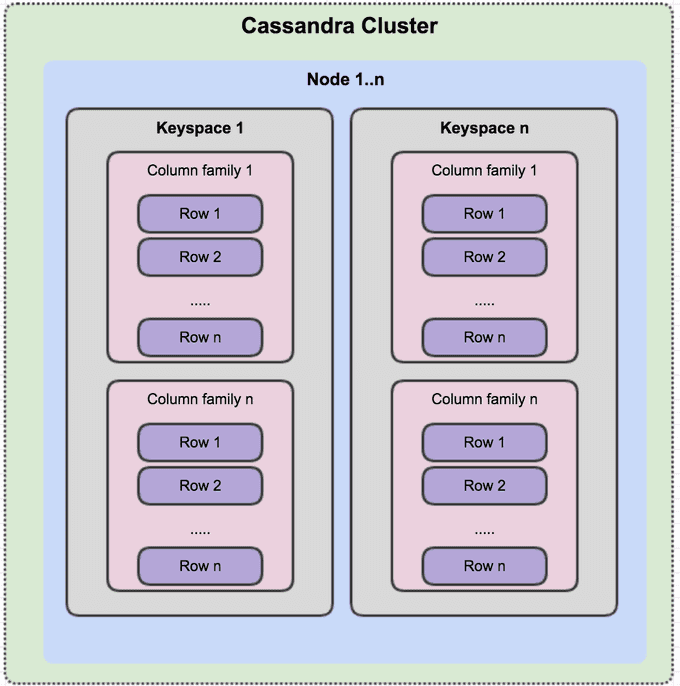 Cassandra Cluster
Node 1..n
Keyspace 1
Column family 1
Row 1
Row 2
.....
Row n
Column family n
Row 1
Row 2
.....
Row n
Keyspace n
Column family 1
Row 1
Row 2
.....
Row n
Column family n
Row 1
Row 2
.....
Row n